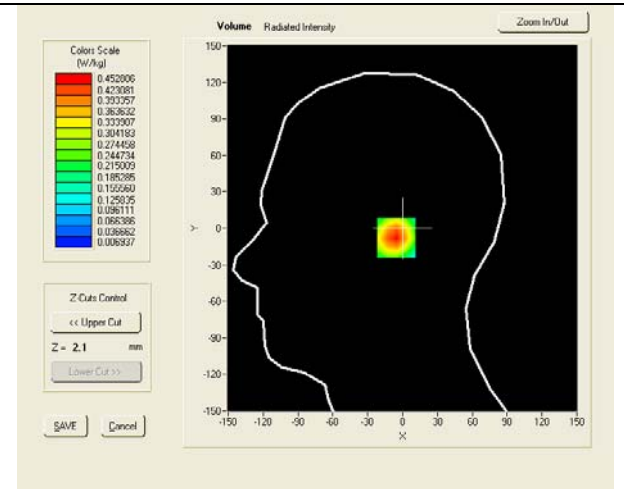 Volume Radiated Intensity
Zoom In/Out
Colors Scale
(W/kg)
0.452806
0.423081
0.393357
0.363632
0.333907
0.304183
0.274458
0.244734
0.215009
0.185285
0.155560
0.125835
0.096111
0.066386
0.036662
0.006937
Z-Cuts Control
<< Upper Cut
Z = 2.1 mm
Lower Cut >>
SAVE Cancel
150-
120-
90-
60-
30-
Y 0-
-30-
-60-
-90-
-120-
-150-
-150 -120 -90 -60 -30 0 30 60 90 120 150
X